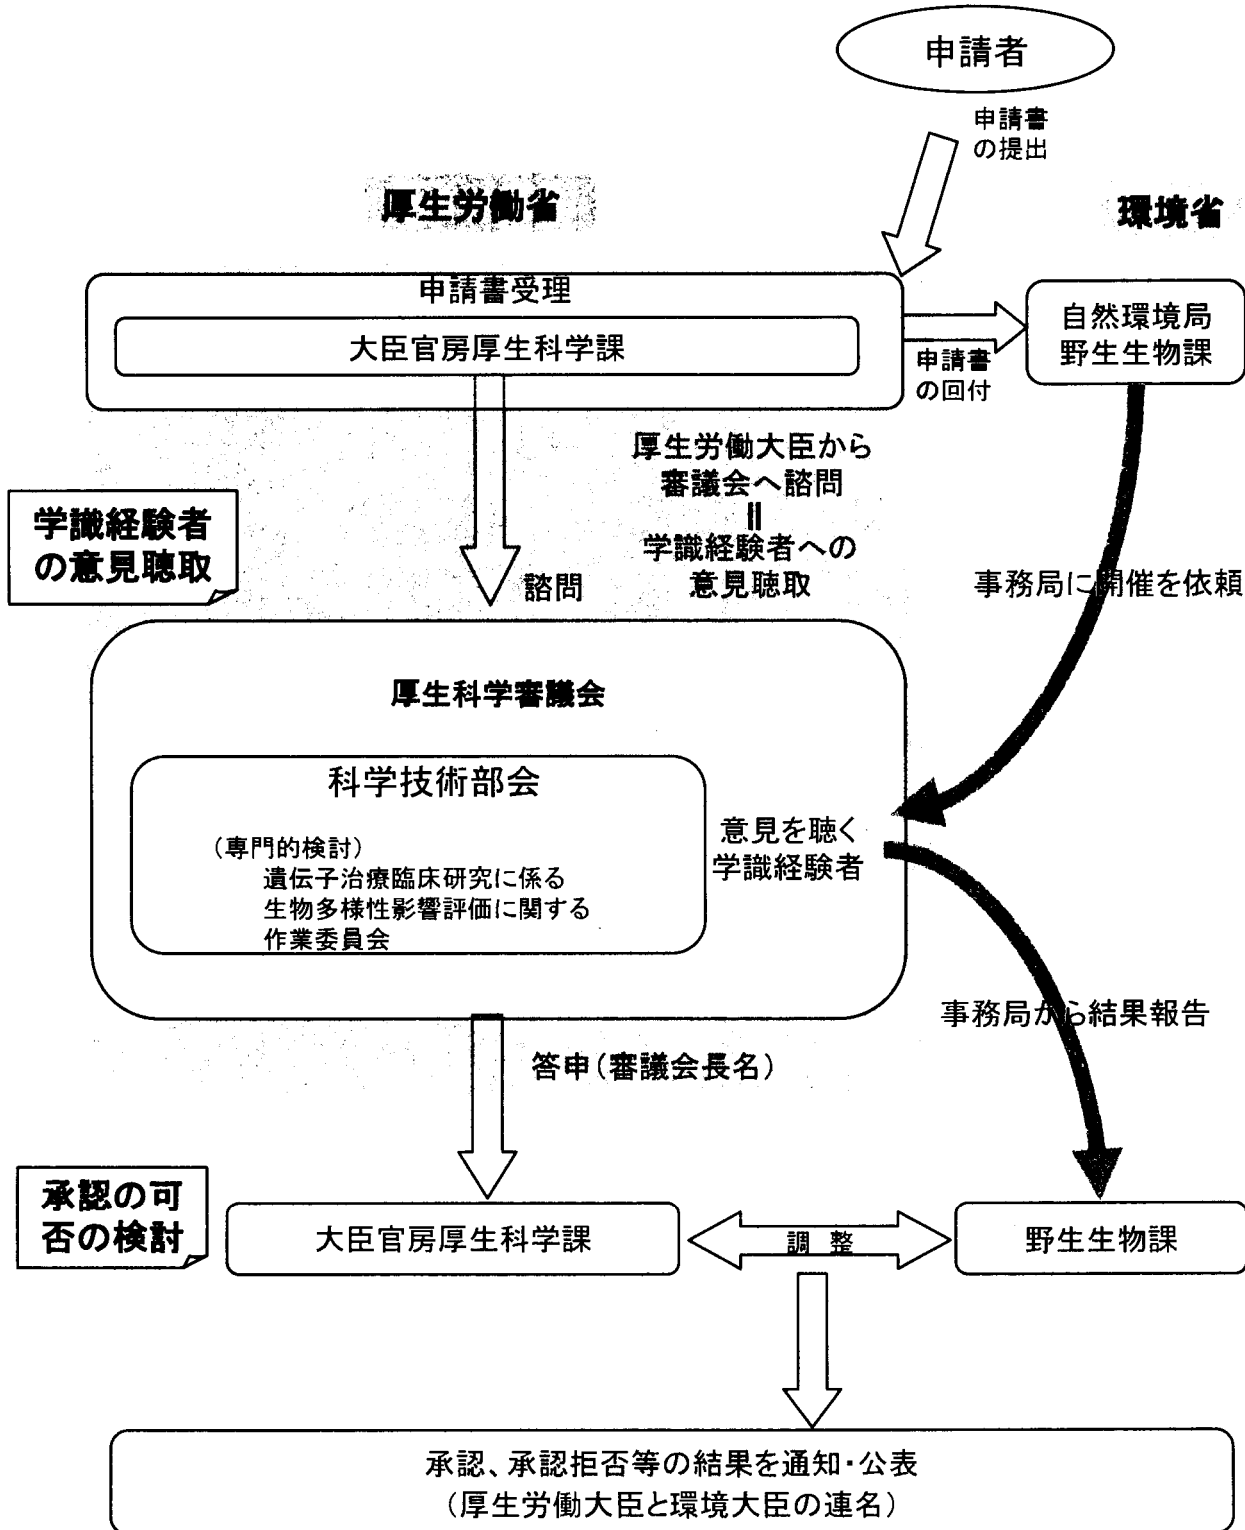 申請者
申請書
の提出
厚生労働省
環境省
申請書受理
大臣官房厚生科学課
自然環境局
野生生物課
申請書
の回付
厚生労働大臣から
審議会へ諮問
||
学識経験者への
意見聴取
学識経験者
の意見聴取
諮問
事務局に開催を依頼
厚生科学審議会
科学技術部会
(専門的検討)
遺伝子治療臨床研究に係る
生物多様性影響評価に関する
作業委員会
意見を聴く
学識経験者
事務局から結果報告
答申(審議会長名)
承認の可
否の検討
大臣官房厚生科学課
調 整
野生生物課
承認、承認拒否等の結果を通知・公表
(厚生労働大臣と環境大臣の連名)